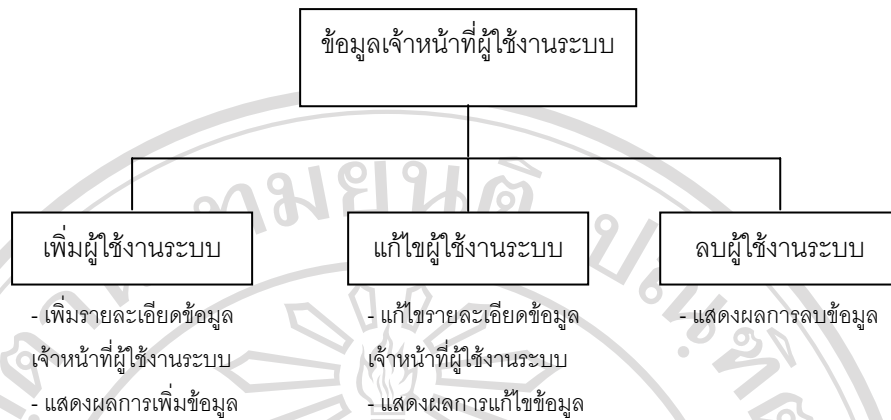 ข้อมูลเจ้าหน้าที่ผู้ใช้งานระบบ
เพิ่มผู้ใช้งานระบบ
- เพิ่มรายละเอียดข้อมูล
เจ้าหน้าที่ผู้ใช้งานระบบ
- แสดงผลการเพิ่มข้อมูล
แก้ไขผู้ใช้งานระบบ
- แก้ไขรายละเอียดข้อมูล
เจ้าหน้าที่ผู้ใช้งานระบบ
- แสดงผลการแก้ไขข้อมูล
ลบผู้ใช้งานระบบ
- แสดงผลการลบข้อมูล